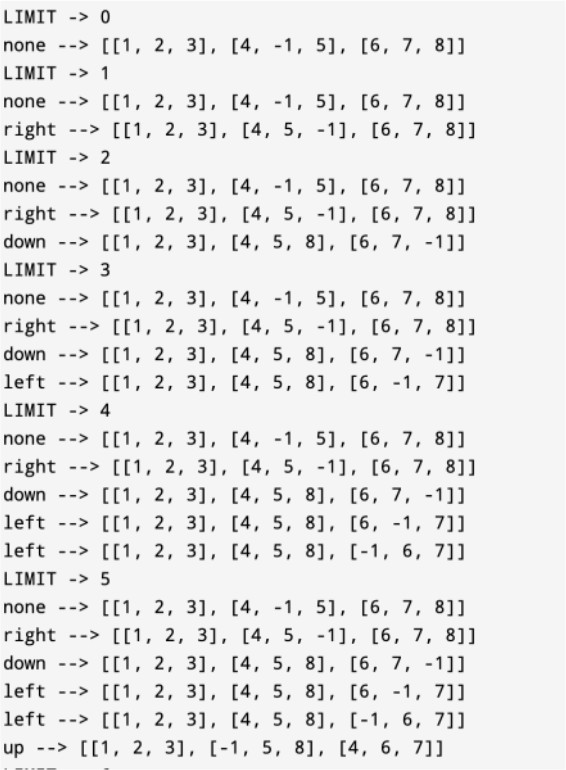 LIMIT -> 0
none --> [[1, 2, 3], [4, -1, 5], [6, 7, 8]]
LIMIT -> 1
none --> [[1, 2, 3], [4, -1, 5], [6, 7, 8]]
right --> [[1, 2, 3], [4, 5, -1], [6, 7, 8]]
LIMIT -> 2
none --> [[1, 2, 3], [4, -1, 5], [6, 7, 8]]
right --> [[1, 2, 3], [4, 5, -1], [6, 7, 8]]
down --> [[1, 2, 3], [4, 5, 8], [6, 7, -1]]
LIMIT -> 3
none --> [[1, 2, 3], [4, -1, 5], [6, 7, 8]]
right --> [[1, 2, 3], [4, 5, -1], [6, 7, 8]]
down --> [[1, 2, 3], [4, 5, 8], [6, 7, -1]]
left --> [[1, 2, 3], [4, 5, 8], [6, -1, 7]]
LIMIT -> 4
none --> [[1, 2, 3], [4, -1, 5], [6, 7, 8]]
right --> [[1, 2, 3], [4, 5, -1], [6, 7, 8]]
down --> [[1, 2, 3], [4, 5, 8], [6, 7, -1]]
left --> [[1, 2, 3], [4, 5, 8], [6, -1, 7]]
left --> [[1, 2, 3], [4, 5, 8], [-1, 6, 7]]
LIMIT -> 5
none --> [[1, 2, 3], [4, -1, 5], [6, 7, 8]]
right --> [[1, 2, 3], [4, 5, -1], [6, 7, 8]]
down --> [[1, 2, 3], [4, 5, 8], [6, 7, -1]]
left --> [[1, 2, 3], [4, 5, 8], [6, -1, 7]]
left --> [[1, 2, 3], [4, 5, 8], [-1, 6, 7]]
up --> [[1, 2, 3], [-1, 5, 8], [4, 6, 7]]